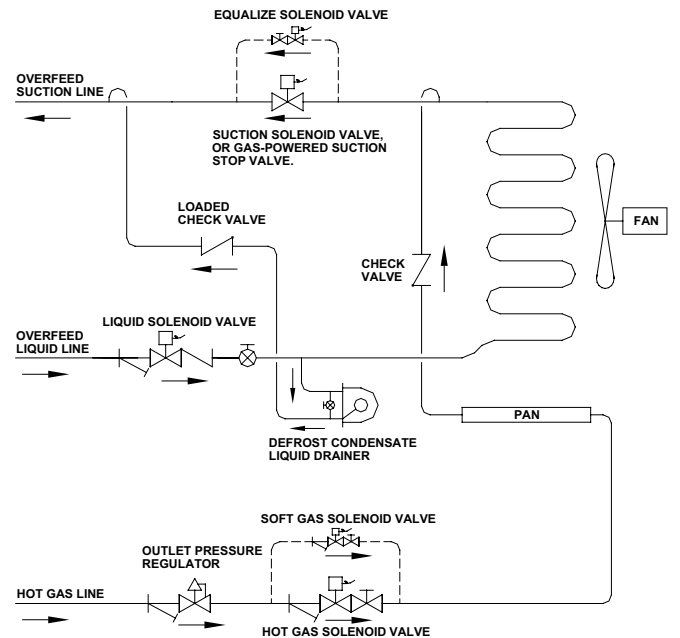 EQUALIZE SOLENOID VALVE
OVERFEED
SUCTION LINE
SUCTION SOLENOID VALVE,
OR GAS-POWERED SUCTION
STOP VALVE.
LOADED
CHECK VALVE
FAN
CHECK
VALVE
LIQUID SOLENOID VALVE
OVERFEED
LIQUID LINE
PAN
DEFROST CONDENSATE
LIQUID DRAINER
SOFT GAS SOLENOID VALVE
OUTLET PRESSURE
REGULATOR
HOT GAS LINE
HOT GAS SOLENOID VALVE